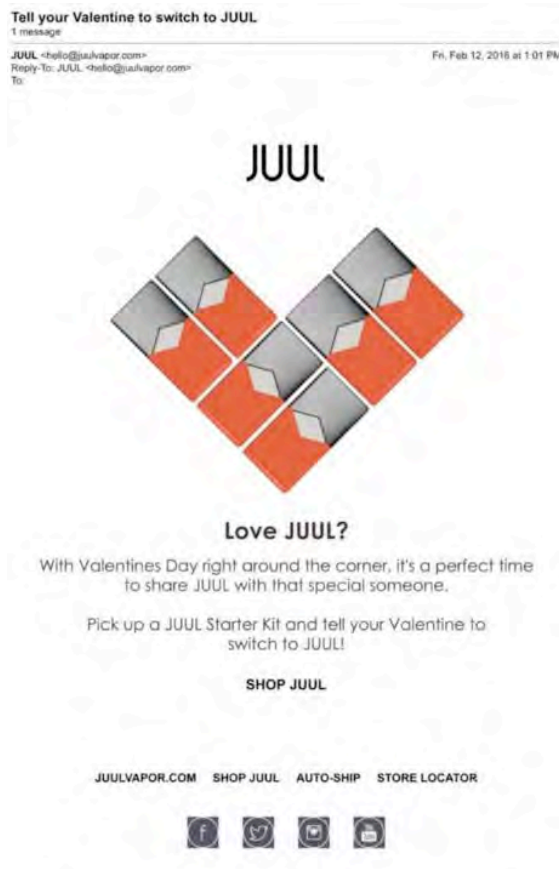 Tell your Valentine to switch to JUUL
1 message
JUUL <hello@juulvapor.com>
Fri, Feb 12, 2016 at 1:01 PM
Reply-To: JUUL <hello@juulvapor.com>
To:
JUUL
Love JUUL?
With Valentines Day right around the corner, it's a perfect time
to share JUUL with that special someone.
Pick up a JUUL Starter Kit and tell your Valentine to
switch to JUUL!
SHOP JUUL
JUULVAPOR.COM SHOP JUUL AUTO-SHIP STORE LOCATOR